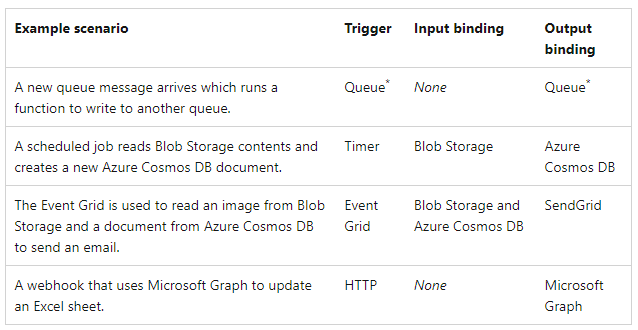 Example scenario Trigger Input binding Output
binding
A new queue message arrives which runs a Queue* None Queue*
function to write to another queue.
A scheduled job reads Blob Storage contents and Timer Blob Storage Azure
creates a new Azure Cosmos DB document. Cosmos DB
The Event Grid is used to read an image from Blob Event Blob Storage and SendGrid
Storage and a document from Azure Cosmos DB Grid Azure Cosmos DB
to send an email.
A webhook that uses Microsoft Graph to update HTTP None Microsoft
an Excel sheet. Graph